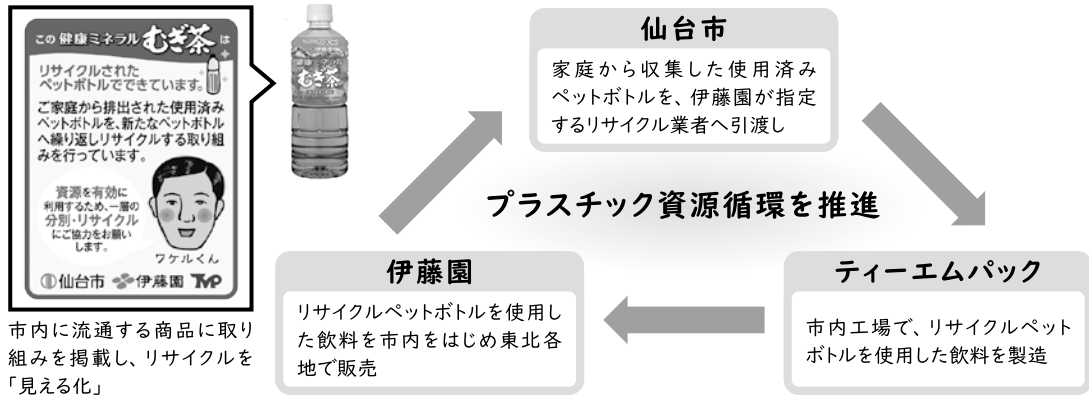 この 健康ミネラル むぎ茶 は
リサイクルされた
ペットボトルでできています。
ご家庭から排出された使用済み
ペットボトルを、新たなペットボトル
へ繰り返しリサイクルする取り組
みを行っています。
資源を有効に
利用するため、一層の
分別・リサイクル
にご協力をお願い
します。
ワケルくん
仙台市 伊藤園 TMP
市内に流通する商品に取り
組みを掲載し、リサイクルを
「見える化」
健康ミネラル
むぎ茶
仙台市
家庭から収集した使用済み
ペットボトルを、伊藤園が指定
するリサイクル業者へ引渡し
プラスチック資源循環を推進
ティーエムパック
市内工場で、リサイクルペット
ボトルを使用した飲料を製造
伊藤園
リサイクルペットボトルを使用し
た飲料を市内をはじめ東北各
地で販売